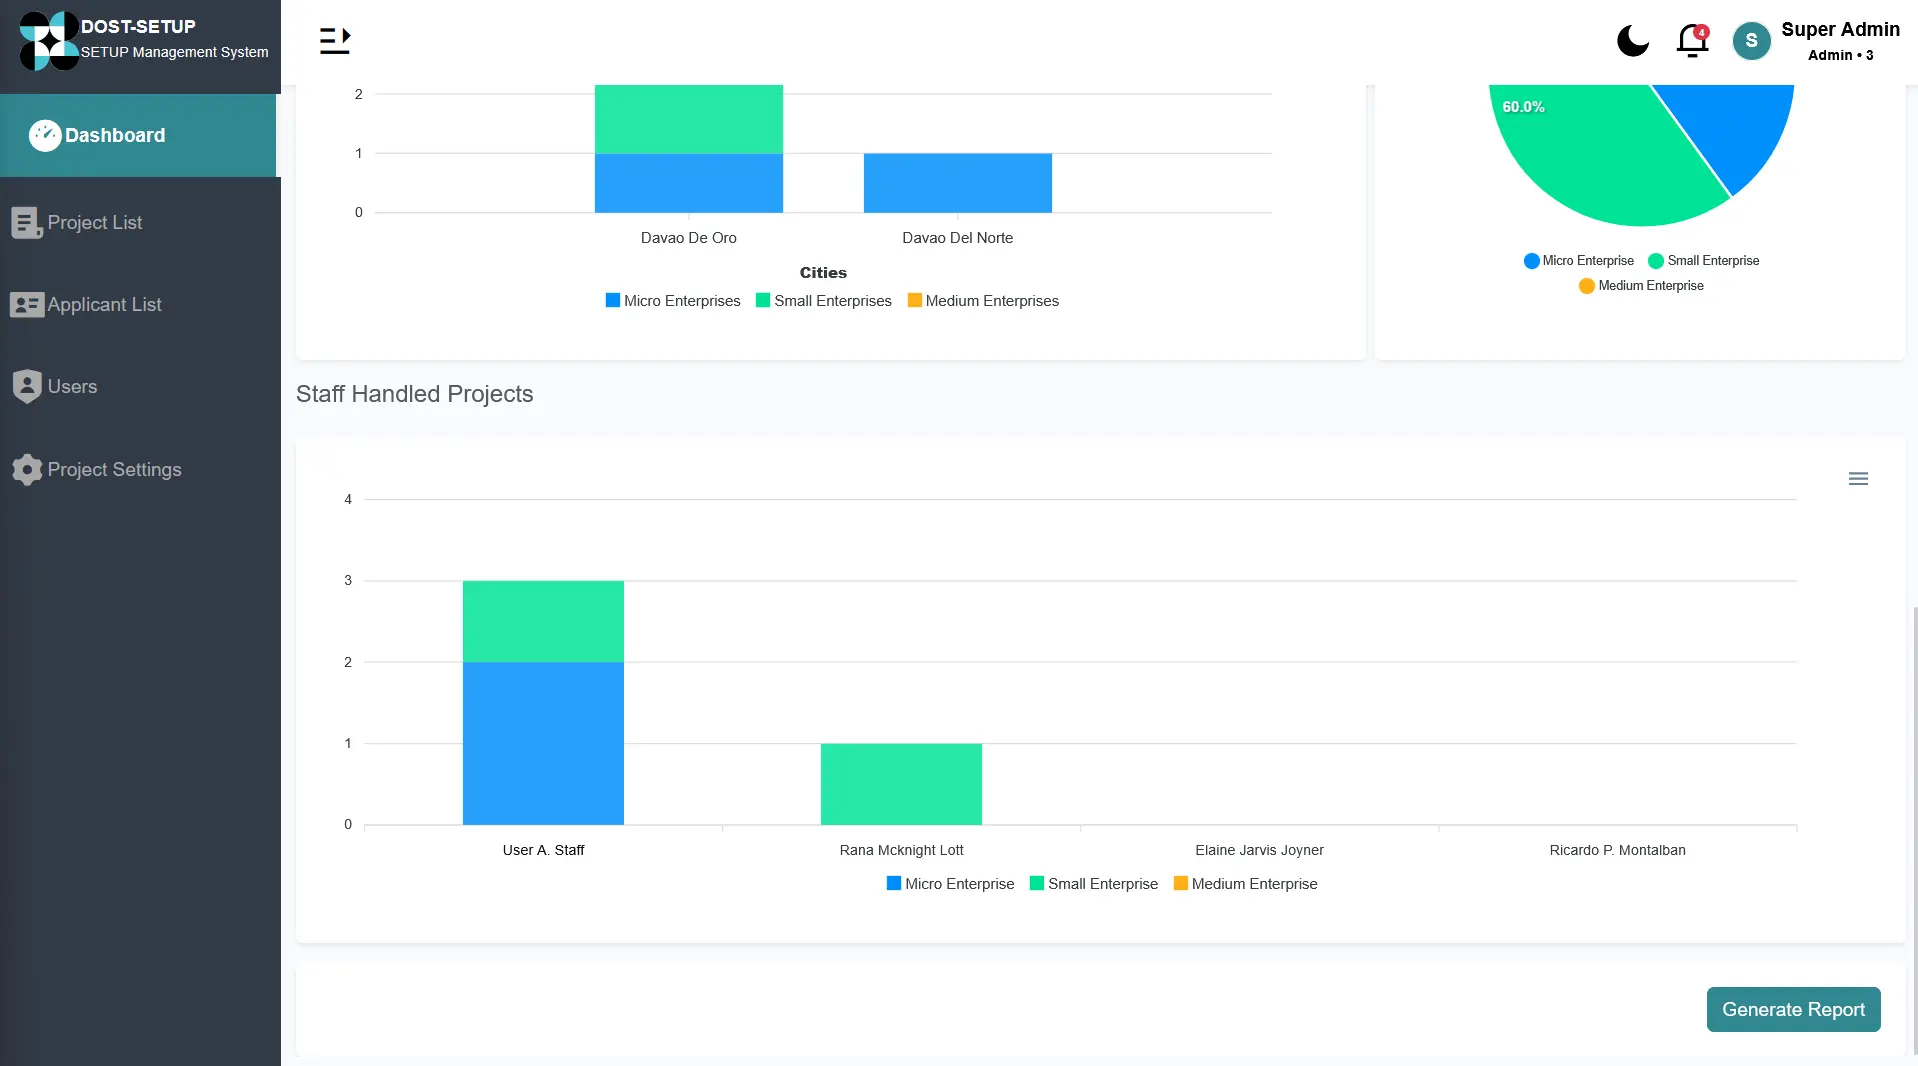 DOST-SETUP
SETUP Management System
4
S
Super Admin
Admin • 3
Dashboard
Project List
Applicant List
Users
Project Settings
2
1
0
Davao De Oro
Davao Del Norte
Cities
Micro Enterprises
Small Enterprises
Medium Enterprises
60.0%
Micro Enterprise
Small Enterprise
Medium Enterprise
Staff Handled Projects
4
3
2
1
0
User A. Staff
Rana Mcknight Lott
Elaine Jarvis Joyner
Ricardo P. Montalban
Micro Enterprise
Small Enterprise
Medium Enterprise
Generate Report